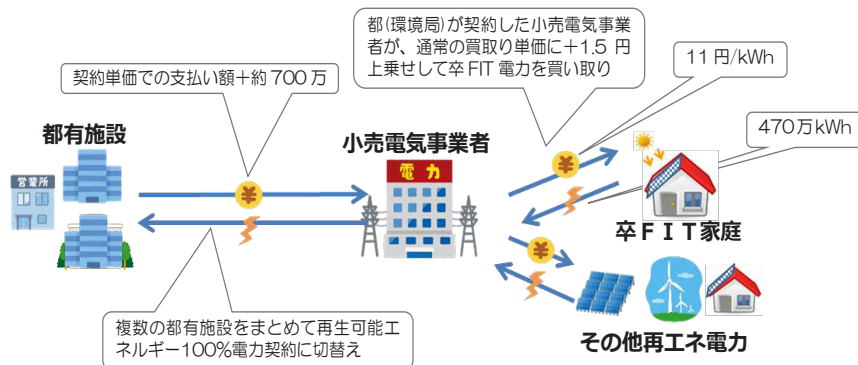 都(環境局)が契約した小売電気事業
者が、通常の買取り単価に＋1.5 円
上乗せして卒 FIT 電力を買い取り
11 円/kWh
契約単価での支払い額＋約 700 万
470万kWh
都有施設
小売電気事業者
営業所
電力
¥
¥
卒ＦＩＴ家庭
¥
複数の都有施設をまとめて再生可能エ
ネルギー100%電力契約に切替え
その他再エネ電力